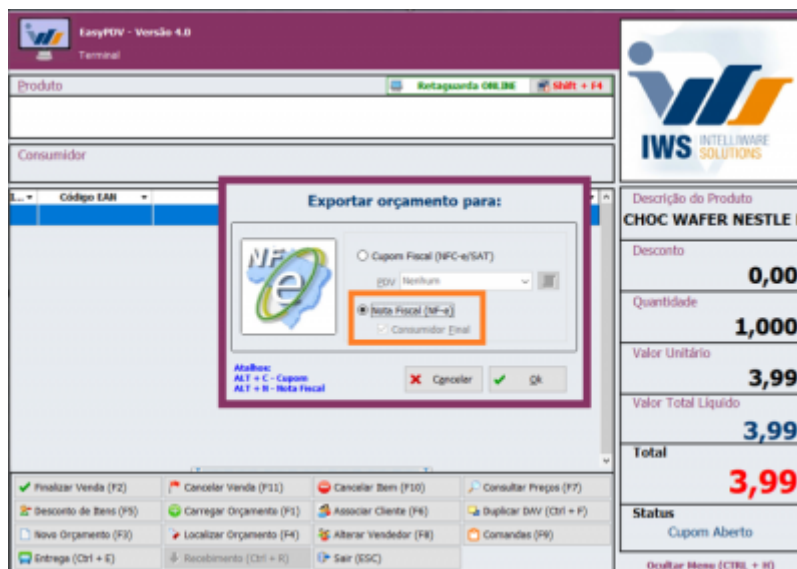 EasyPDV - Versão 4.0
Terminal
Produto
Retaguarda ONLINE
Shift + F4
Consumidor
Código EAN
Exportar orçamento para:
NF
e
Cupom Fiscal (NFC-e/SAT)
PDV Nenhum
Nota Fiscal (NF-e)
Consumidor Final
Atalhos:
ALT + C - Cupom
ALT + N - Nota Fiscal
Cancelar
Ok
IWS INTELLIWARE
SOLUTIONS
Descrição do Produto
CHOC WAFER NESTLE
Desconto
0,00
Quantidade
1,000
Valor Unitário
3,99
Valor Total Líquido
3,99
Total
3,99
Status
Cupom Aberto
Ocultar Menu (CTRL + H)
Finalizar Venda (F2)
Cancelar Venda (F11)
Cancelar Item (F10)
Consultar Preços (F7)
Desconto de Itens (F5)
Carregar Orçamento (F1)
Associar Cliente (F6)
Duplicar DAV (Ctrl + F)
Novo Orçamento (F3)
Localizar Orçamento (F4)
Alterar Vendedor (F8)
Comandas (F9)
Entrega (Ctrl + E)
Recebimento (Ctrl + R)
Sair (ESC)